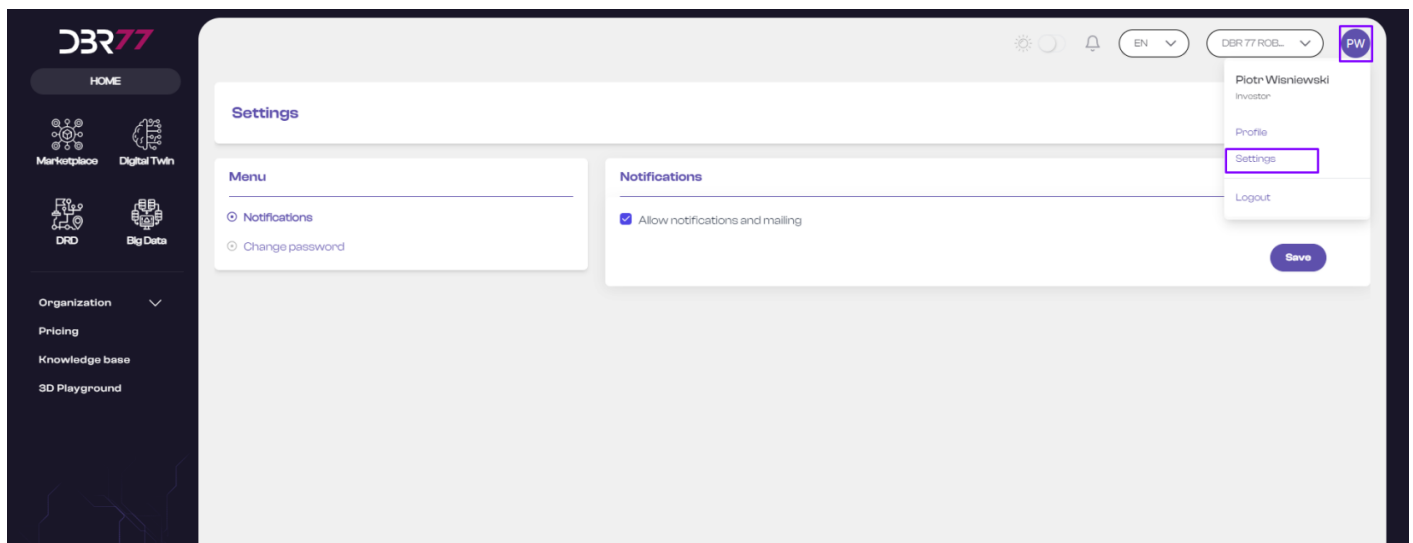 DBR77
EN
DBR 77 ROB...
PW
HOME
Piotr Wisniewski
Investor
Profile
Settings
Logout
Marketplace
Digital Twin
DRD
Big Data
Organization
Pricing
Knowledge base
3D Playground
Settings
Menu
Notifications
Change password
Notifications
Allow notifications and mailing
Save